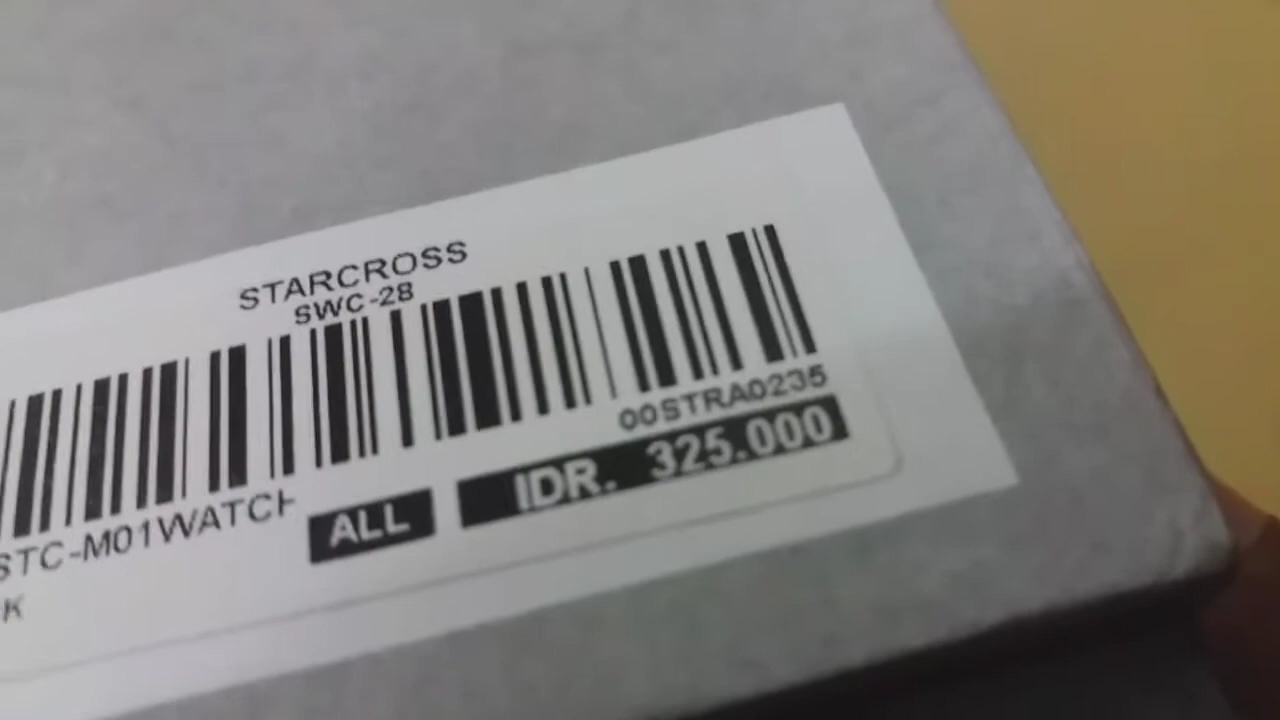 STARCROSS
SWC-28
00STRA0235
STC-M01WATCH
ALL IDR. 325.000
K